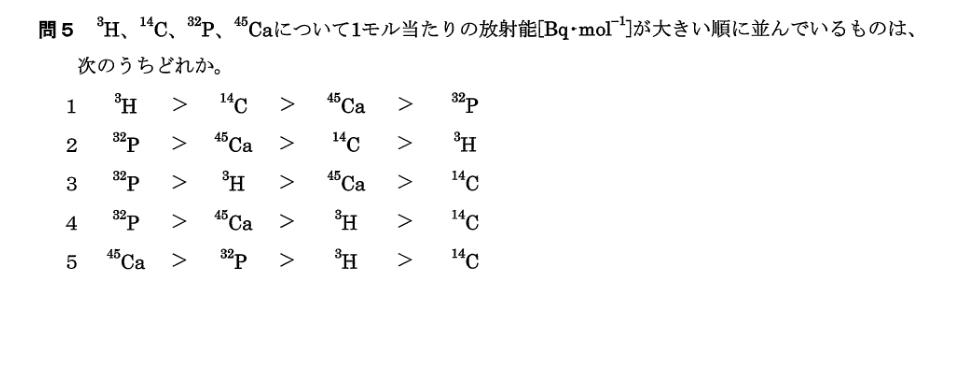 問5 ³H、¹⁴C、³²P、⁴⁵Caについて1モル当たりの放射能[Bq・mol⁻¹]が大きい順に並んでいるものは、
次のうちどれか。
1 ³H > ¹⁴C > ⁴⁵Ca > ³²P
2 ³²P > ⁴⁵Ca > ¹⁴C > ³H
3 ³²P > ³H > ⁴⁵Ca > ¹⁴C
4 ³²P > ⁴⁵Ca > ³H > ¹⁴C
5 ⁴⁵Ca > ³²P > ³H > ¹⁴C